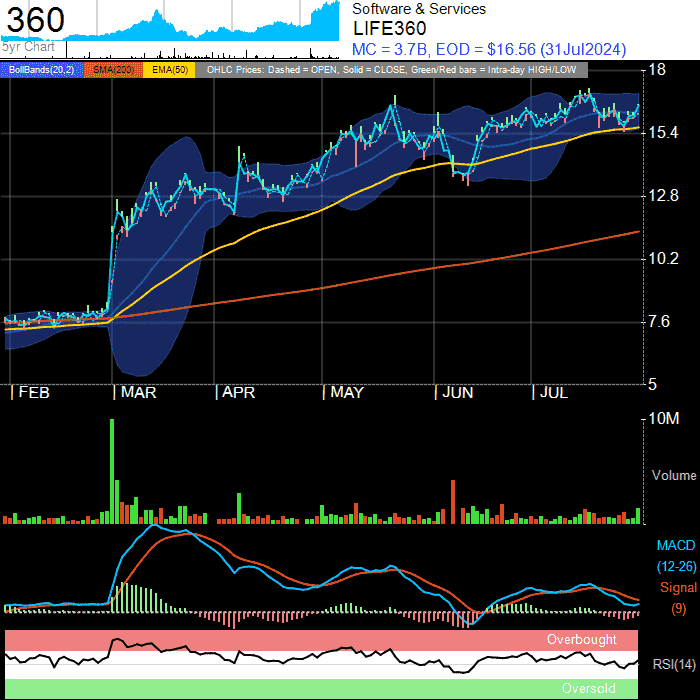 360
5yr Chart
Software & Services
LIFE360
MC = 3.7B, EOD = $16.56 (31Jul2024)
BollBands(20,2) SMA(200) EMA(50) OHLC Prices: Dashed = OPEN, Solid = CLOSE, Green/Red bars = Intra-day HIGH/LOW
18
15.4
12.8
10.2
7.6
5
FEB MAR APR MAY JUN JUL
10M
Volume
MACD
(12-26)
Signal
(9)
Overbought
RSI(14)
Oversold